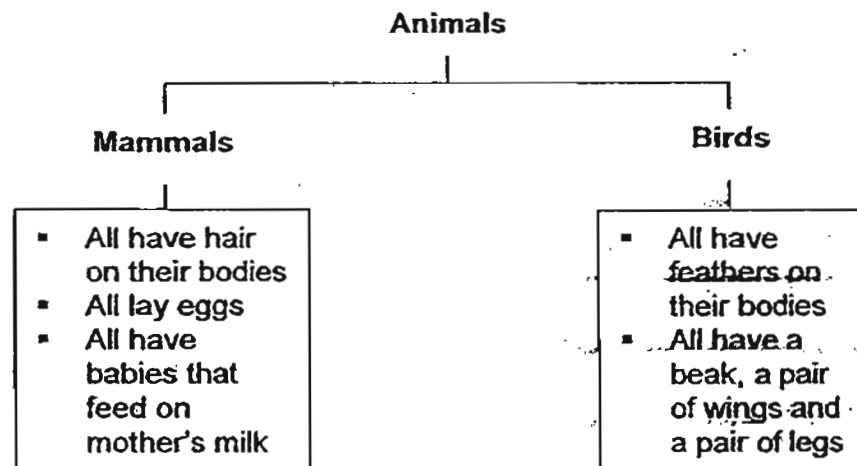 Animals
Mammals
Birds
▪ All have hair
on their bodies
▪ All lay eggs
▪ All have
babies that
feed on
mother's milk
▪ All have
feathers on
their bodies
▪ All have a
beak, a pair
of wings and
a pair of legs